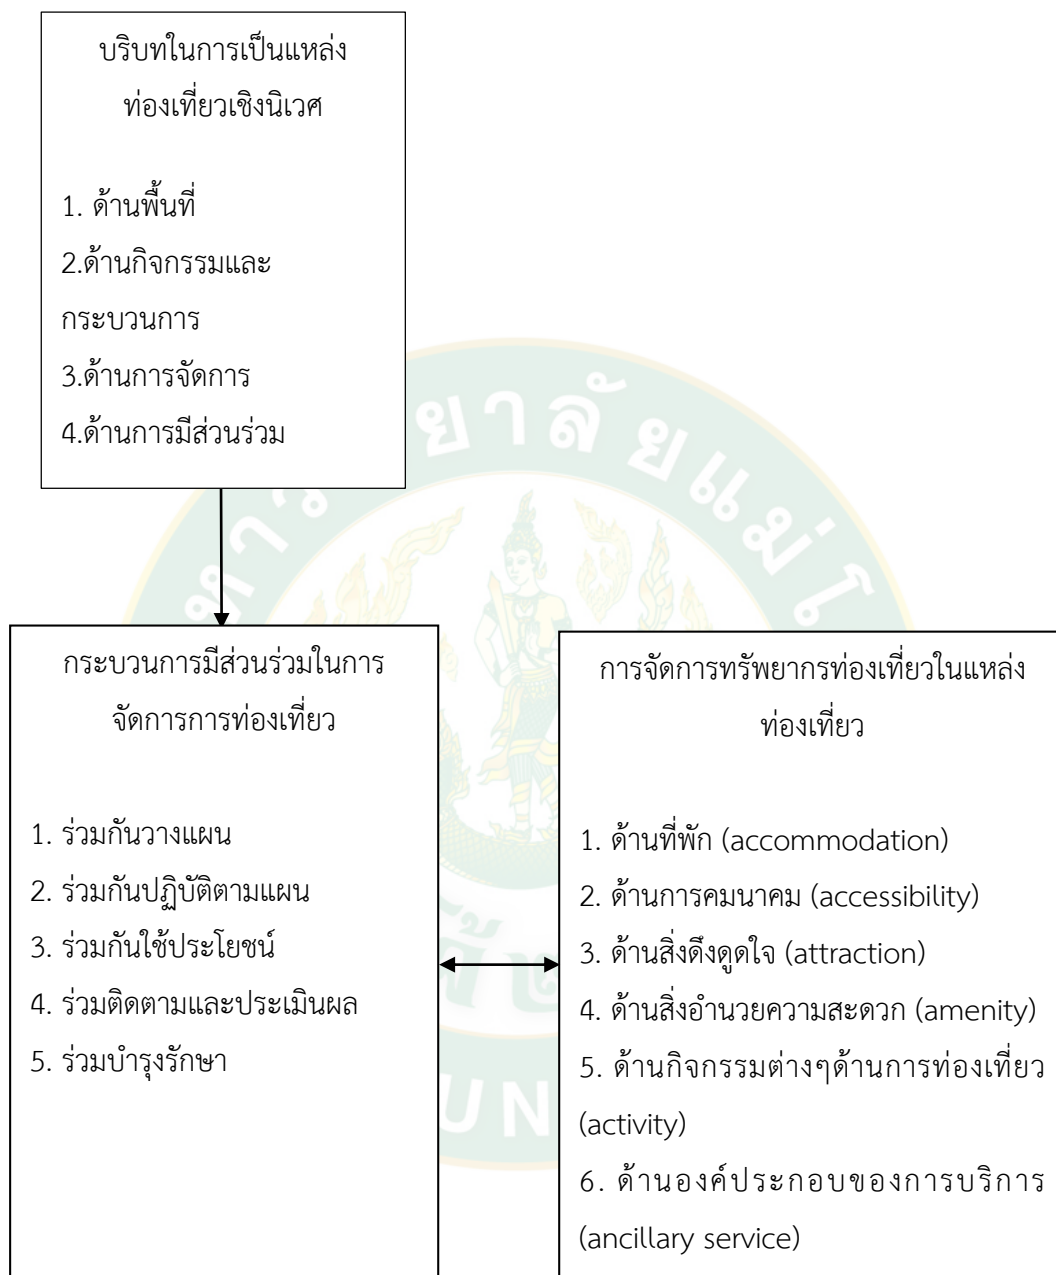 บริบทในการเป็นแหล่ง
ท่องเที่ยวเชิงนิเวศ
1. ด้านพื้นที่
2.ด้านกิจกรรมและ
กระบวนการ
3.ด้านการจัดการ
4.ด้านการมีส่วนร่วม
กระบวนการมีส่วนร่วมในการ
จัดการการท่องเที่ยว
1. ร่วมกันวางแผน
2. ร่วมกันปฏิบัติตามแผน
3. ร่วมกันใช้ประโยชน์
4. ร่วมติดตามและประเมินผล
5. ร่วมบำรุงรักษา
การจัดการทรัพยากรท่องเที่ยวในแหล่ง
ท่องเที่ยว
1. ด้านที่พัก (accommodation)
2. ด้านการคมนาคม (accessibility)
3. ด้านสิ่งดึงดูดใจ (attraction)
4. ด้านสิ่งอำนวยความสะดวก (amenity)
5. ด้านกิจกรรมต่างๆด้านการท่องเที่ยว
(activity)
6. ด้านองค์ประกอบของการบริการ
(ancillary service)